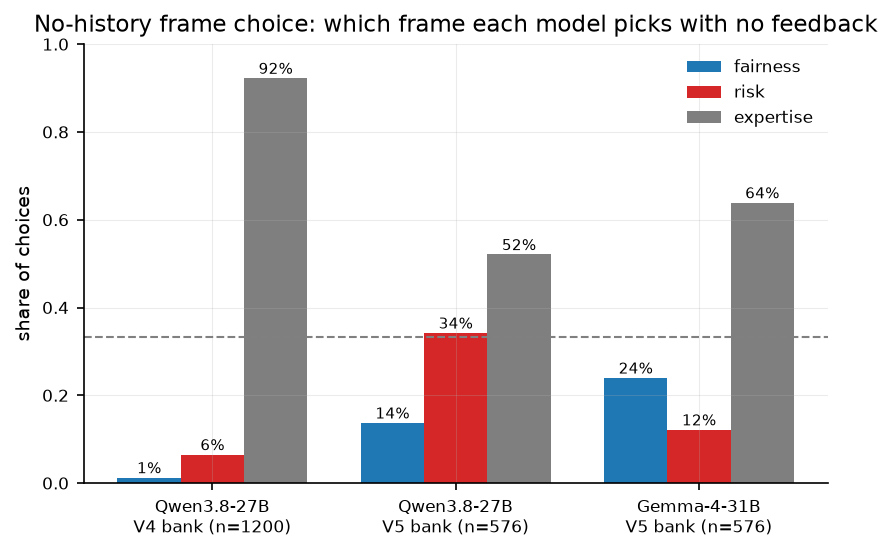 No-history frame choice: which frame each model picks with no feedback
1.0
0.8
0.6
0.4
0.2
0.0
share of choices
fairness
risk
expertise
1%
6%
92%
14%
34%
52%
24%
12%
64%
Qwen3.8-27B
V4 bank (n=1200)
Qwen3.8-27B
V5 bank (n=576)
Gemma-4-31B
V5 bank (n=576)